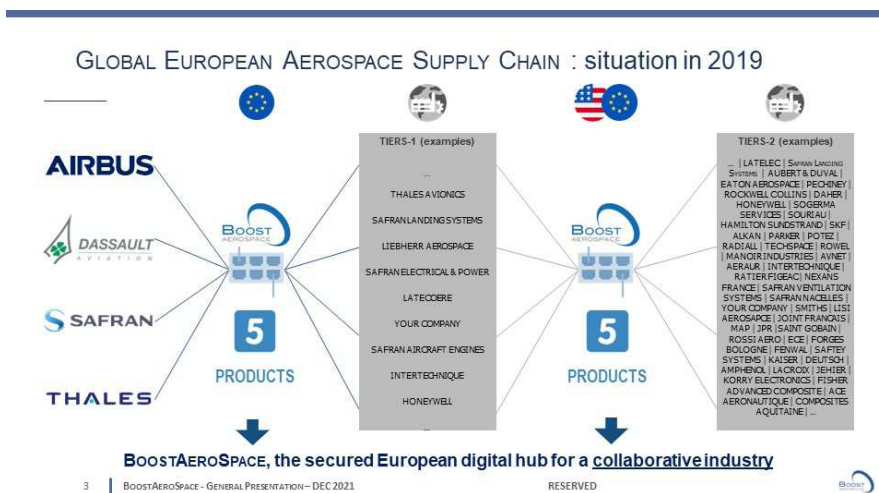 GLOBAL EUROPEAN AEROSPACE SUPPLY CHAIN : situation in 2019
AIRBUS
DASSAULT
AVIATION
SAFRAN
THALES
BOOST
AEROSPACE
5
PRODUCTS
TIERS-1 (examples)
...
THALES AVIONICS
SAFRAN LANDING SYSTEMS
LIEBHERR AEROSPACE
SAFRAN ELECTRICAL & POWER
LATECOERE
YOUR COMPANY
SAFRAN AIRCRAFT ENGINES
INTERTECHNIQUE
HONEYWELL
...
BOOST
AEROSPACE
5
PRODUCTS
TIERS-2 (examples)
... | LATELEC | SAFRAN LANDING
SYSTEMS | AUBERT & DUVAL |
EATON AEROSPACE | PECHINEY |
ROCKWELL COLLINS | DAHER |
HONEYWELL | SOGERMA
SERVICES | SOURIAU |
HAMILTON SUNDSTRAND | SKF |
ALKAN | PARKER | POTEZ |
RADIALL | TECHSPACE | ROWEL
| MANOIR INDUSTRIES | AVNET |
AERAUR | INTERTECHNIQUE |
RATIER FIGEAC | NEXANS
FRANCE | SAFRAN VENTILATION
SYSTEMS | SAFRAN NACELLES |
YOUR COMPANY | SMITHS | LISI
AEROSAPCE | JOINT FRANCAIS |
MAP | JPR | SAINT GOBAIN |
ROSSI AERO | ECE | FORGES
BOLOGNE | FENWAL | SAFTEY
SYSTEMS | KAISER | DEUTSCH |
AMPHENOL | LACROIX | JEHIER |
KORRY ELECTRONICS | FISHER
ADVANCED COMPOSITE | ACE
AERONAUTIQUE | COMPOSITES
AQUITAINE | ...
BOOSTAEROSPACE, the secured European digital hub for a collaborative industry
3
BOOSTAEROSPACE - GENERAL PRESENTATION – DEC 2021
RESERVED
BOOST